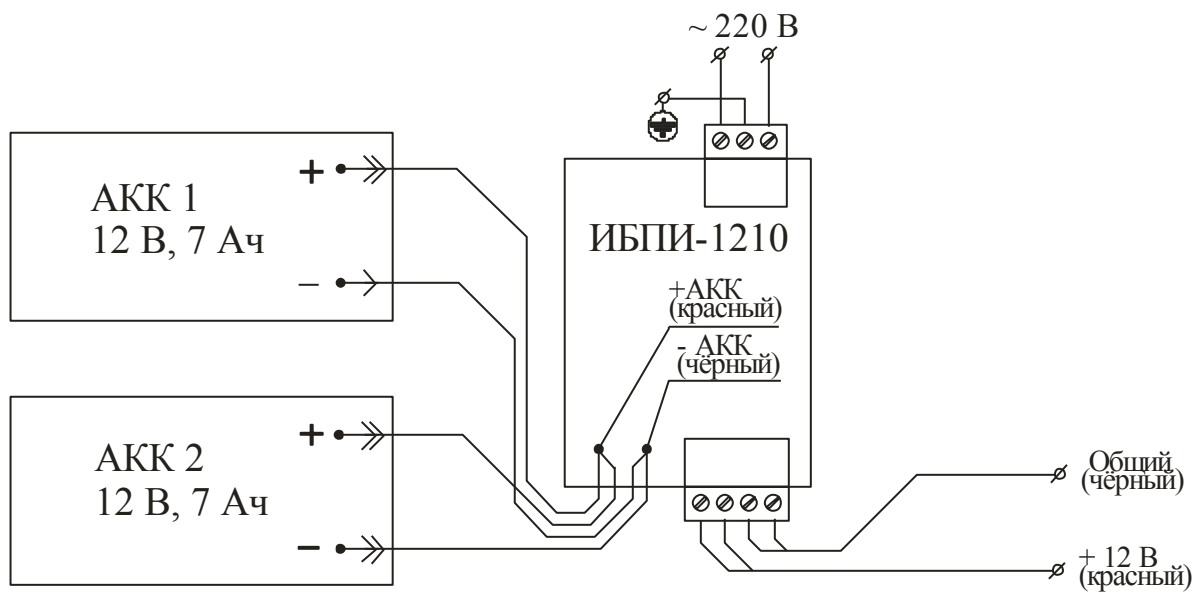 ~ 220 В
АКК 1
12 В, 7 Ач
+
–
ИБПИ-1210
+АКК
(красный)
- АКК
(чёрный)
АКК 2
12 В, 7 Ач
+
–
Общий
(чёрный)
+ 12 В
(красный)